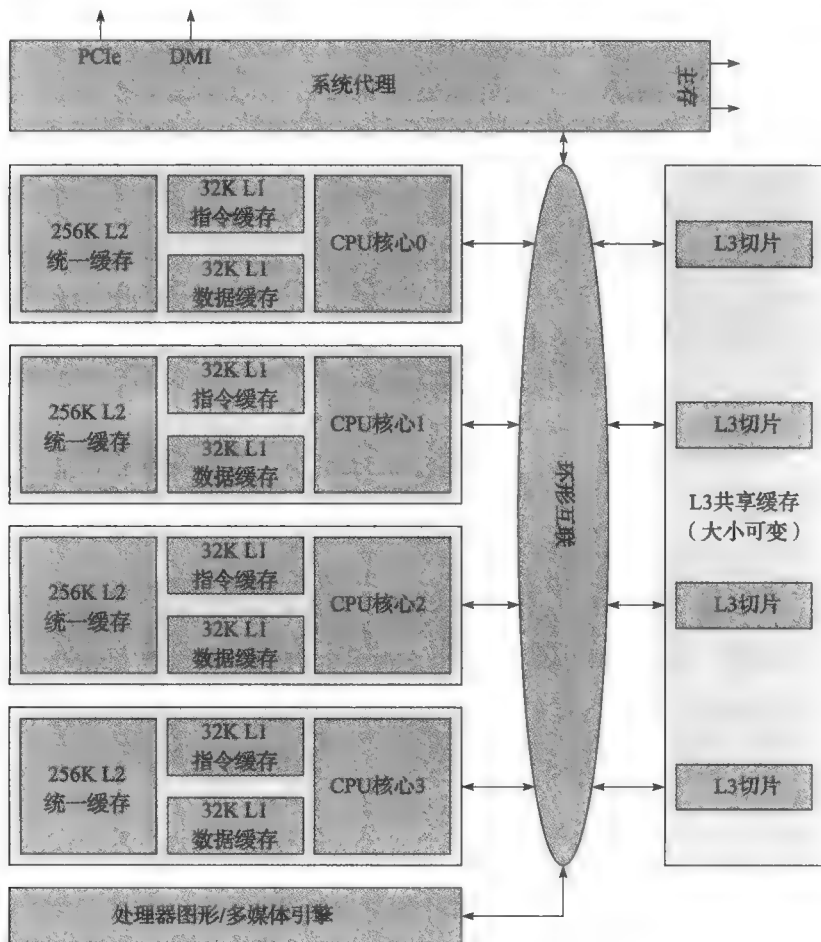 PCIe
DMI
系统代理
主存
256K L2
统一缓存
32K L1
指令缓存
32K L1
数据缓存
CPU核心0
L3切片
256K L2
统一缓存
32K L1
指令缓存
32K L1
数据缓存
CPU核心1
L3切片
环形互联
L3共享缓存
（大小可变）
256K L2
统一缓存
32K L1
指令缓存
32K L1
数据缓存
CPU核心2
L3切片
256K L2
统一缓存
32K L1
指令缓存
32K L1
数据缓存
CPU核心3
L3切片
处理器图形/多媒体引擎